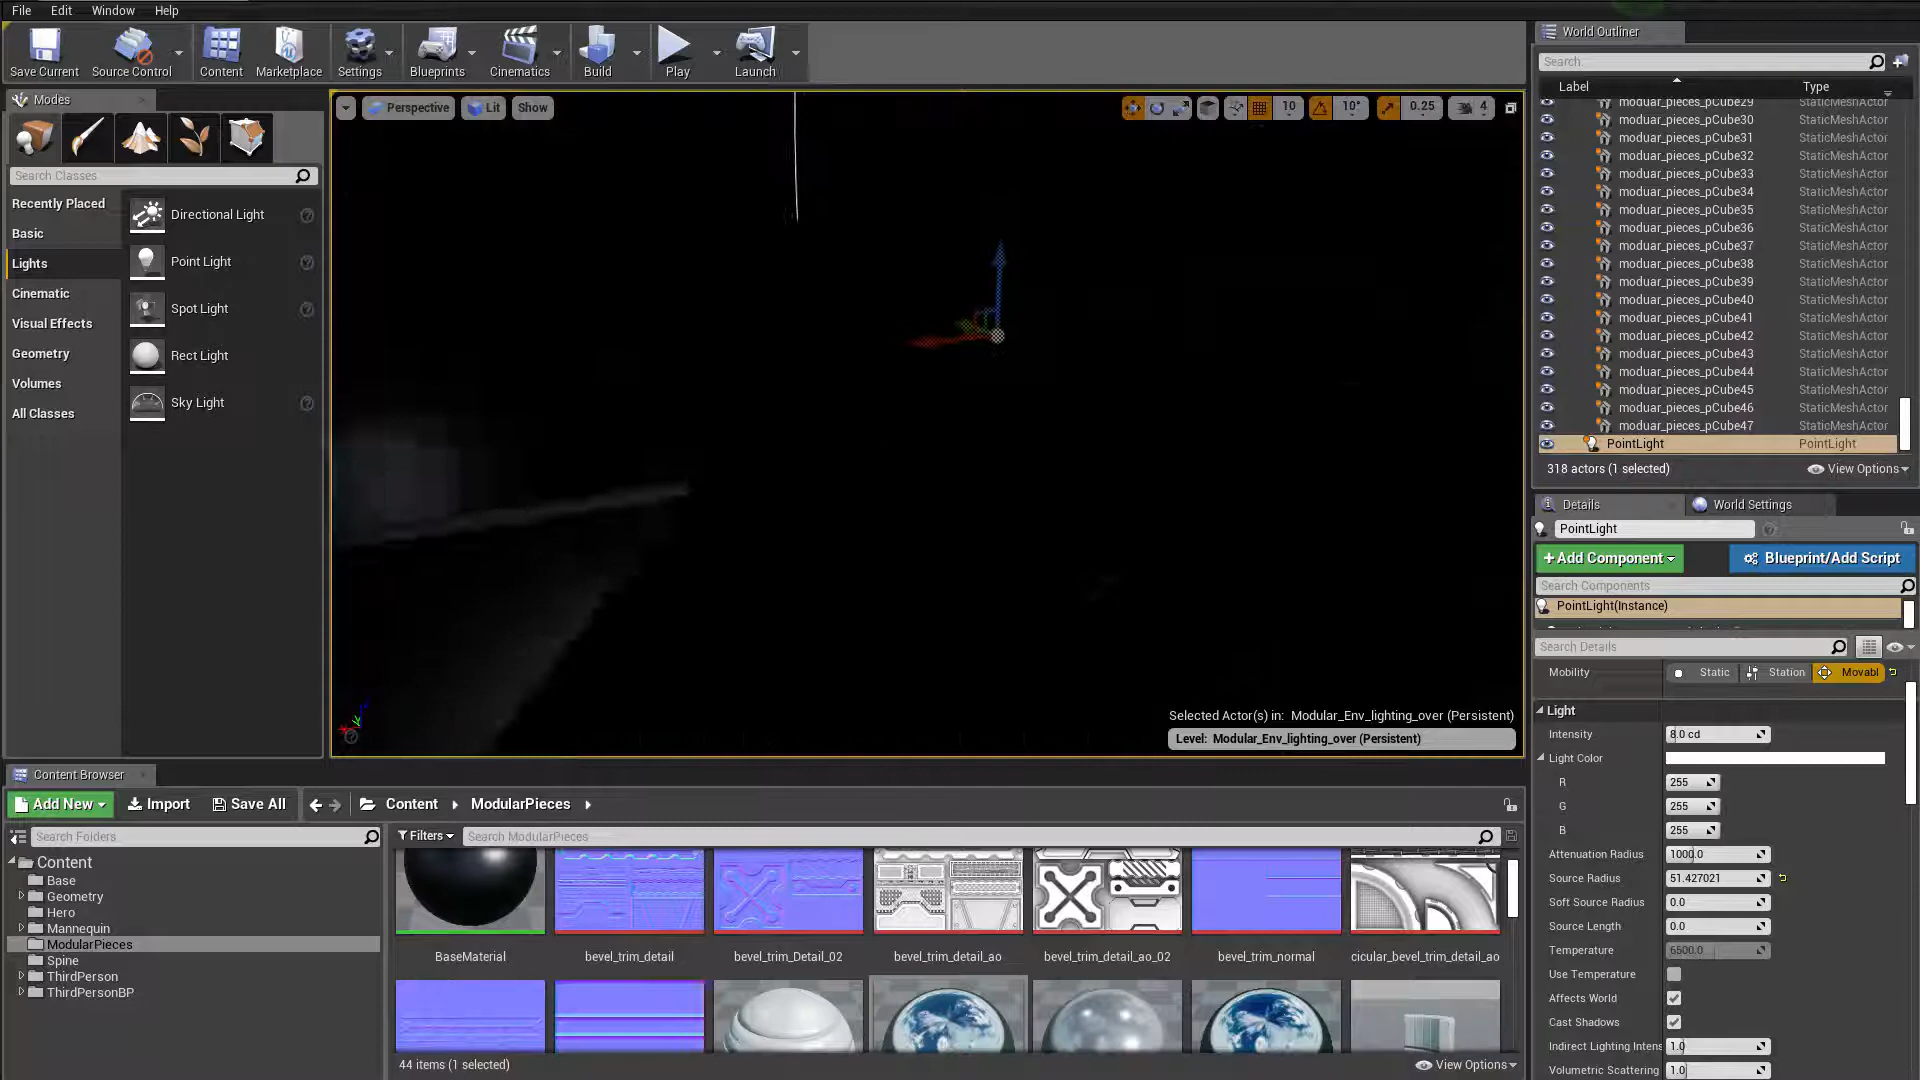 File Edit Window Help
Save Current Source Control Content Marketplace Settings Blueprints Cinematics Build Play Launch
Modes
Search Classes
Recently Placed
Basic
Lights
Cinematic
Visual Effects
Geometry
Volumes
All Classes
Directional Light
Point Light
Spot Light
Rect Light
Sky Light
Perspective Lit Show
10 10° 0.25 4
Selected Actor(s) in: Modular_Env_lighting_over (Persistent)
Level: Modular_Env_lighting_over (Persistent)
World Outliner
Search
Label Type
moduar_pieces_pCube29 StaticMeshActor
moduar_pieces_pCube30 StaticMeshActor
moduar_pieces_pCube31 StaticMeshActor
moduar_pieces_pCube32 StaticMeshActor
moduar_pieces_pCube33 StaticMeshActor
moduar_pieces_pCube34 StaticMeshActor
moduar_pieces_pCube35 StaticMeshActor
moduar_pieces_pCube36 StaticMeshActor
moduar_pieces_pCube37 StaticMeshActor
moduar_pieces_pCube38 StaticMeshActor
moduar_pieces_pCube39 StaticMeshActor
moduar_pieces_pCube40 StaticMeshActor
moduar_pieces_pCube41 StaticMeshActor
moduar_pieces_pCube42 StaticMeshActor
moduar_pieces_pCube43 StaticMeshActor
moduar_pieces_pCube44 StaticMeshActor
moduar_pieces_pCube45 StaticMeshActor
moduar_pieces_pCube46 StaticMeshActor
moduar_pieces_pCube47 StaticMeshActor
PointLight PointLight
318 actors (1 selected) View Options
Details World Settings
PointLight
+Add Component Blueprint/Add Script
Search Components
PointLight(Instance)
Search Details
Mobility Static Station Movabl
Light
Intensity 8.0 cd
Light Color
R 255
G 255
B 255
Attenuation Radius 1000.0
Source Radius 51.427021
Soft Source Radius 0.0
Source Length 0.0
Temperature 6500.0
Use Temperature
Affects World
Cast Shadows
Indirect Lighting Intens 1.0
Volumetric Scattering 1.0
Content Browser
Add New Import Save All Content ModularPieces
Search Folders
Filters Search ModularPieces
Content
Base
Geometry
Hero
Mannequin
ModularPieces
Spine
ThirdPerson
ThirdPersonBP
BaseMaterial bevel_trim_detail bevel_trim_Detail_02 bevel_trim_detail_ao bevel_trim_detail_ao_02 bevel_trim_normal cicular_bevel_trim_detail_ao
44 items (1 selected) View Options